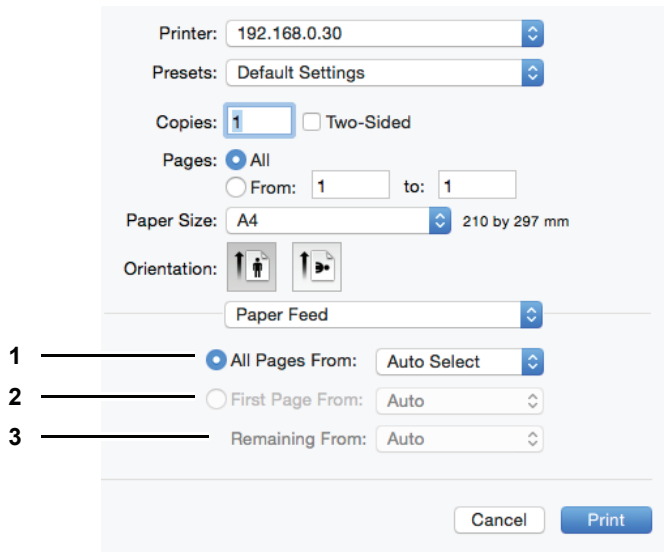 Printer: 192.168.0.30
Presets: Default Settings
Copies: 1 Two-Sided
Pages: All
From: 1 to: 1
Paper Size: A4 210 by 297 mm
Orientation:
Paper Feed
1 All Pages From: Auto Select
2 First Page From: Auto
3 Remaining From: Auto
Cancel Print